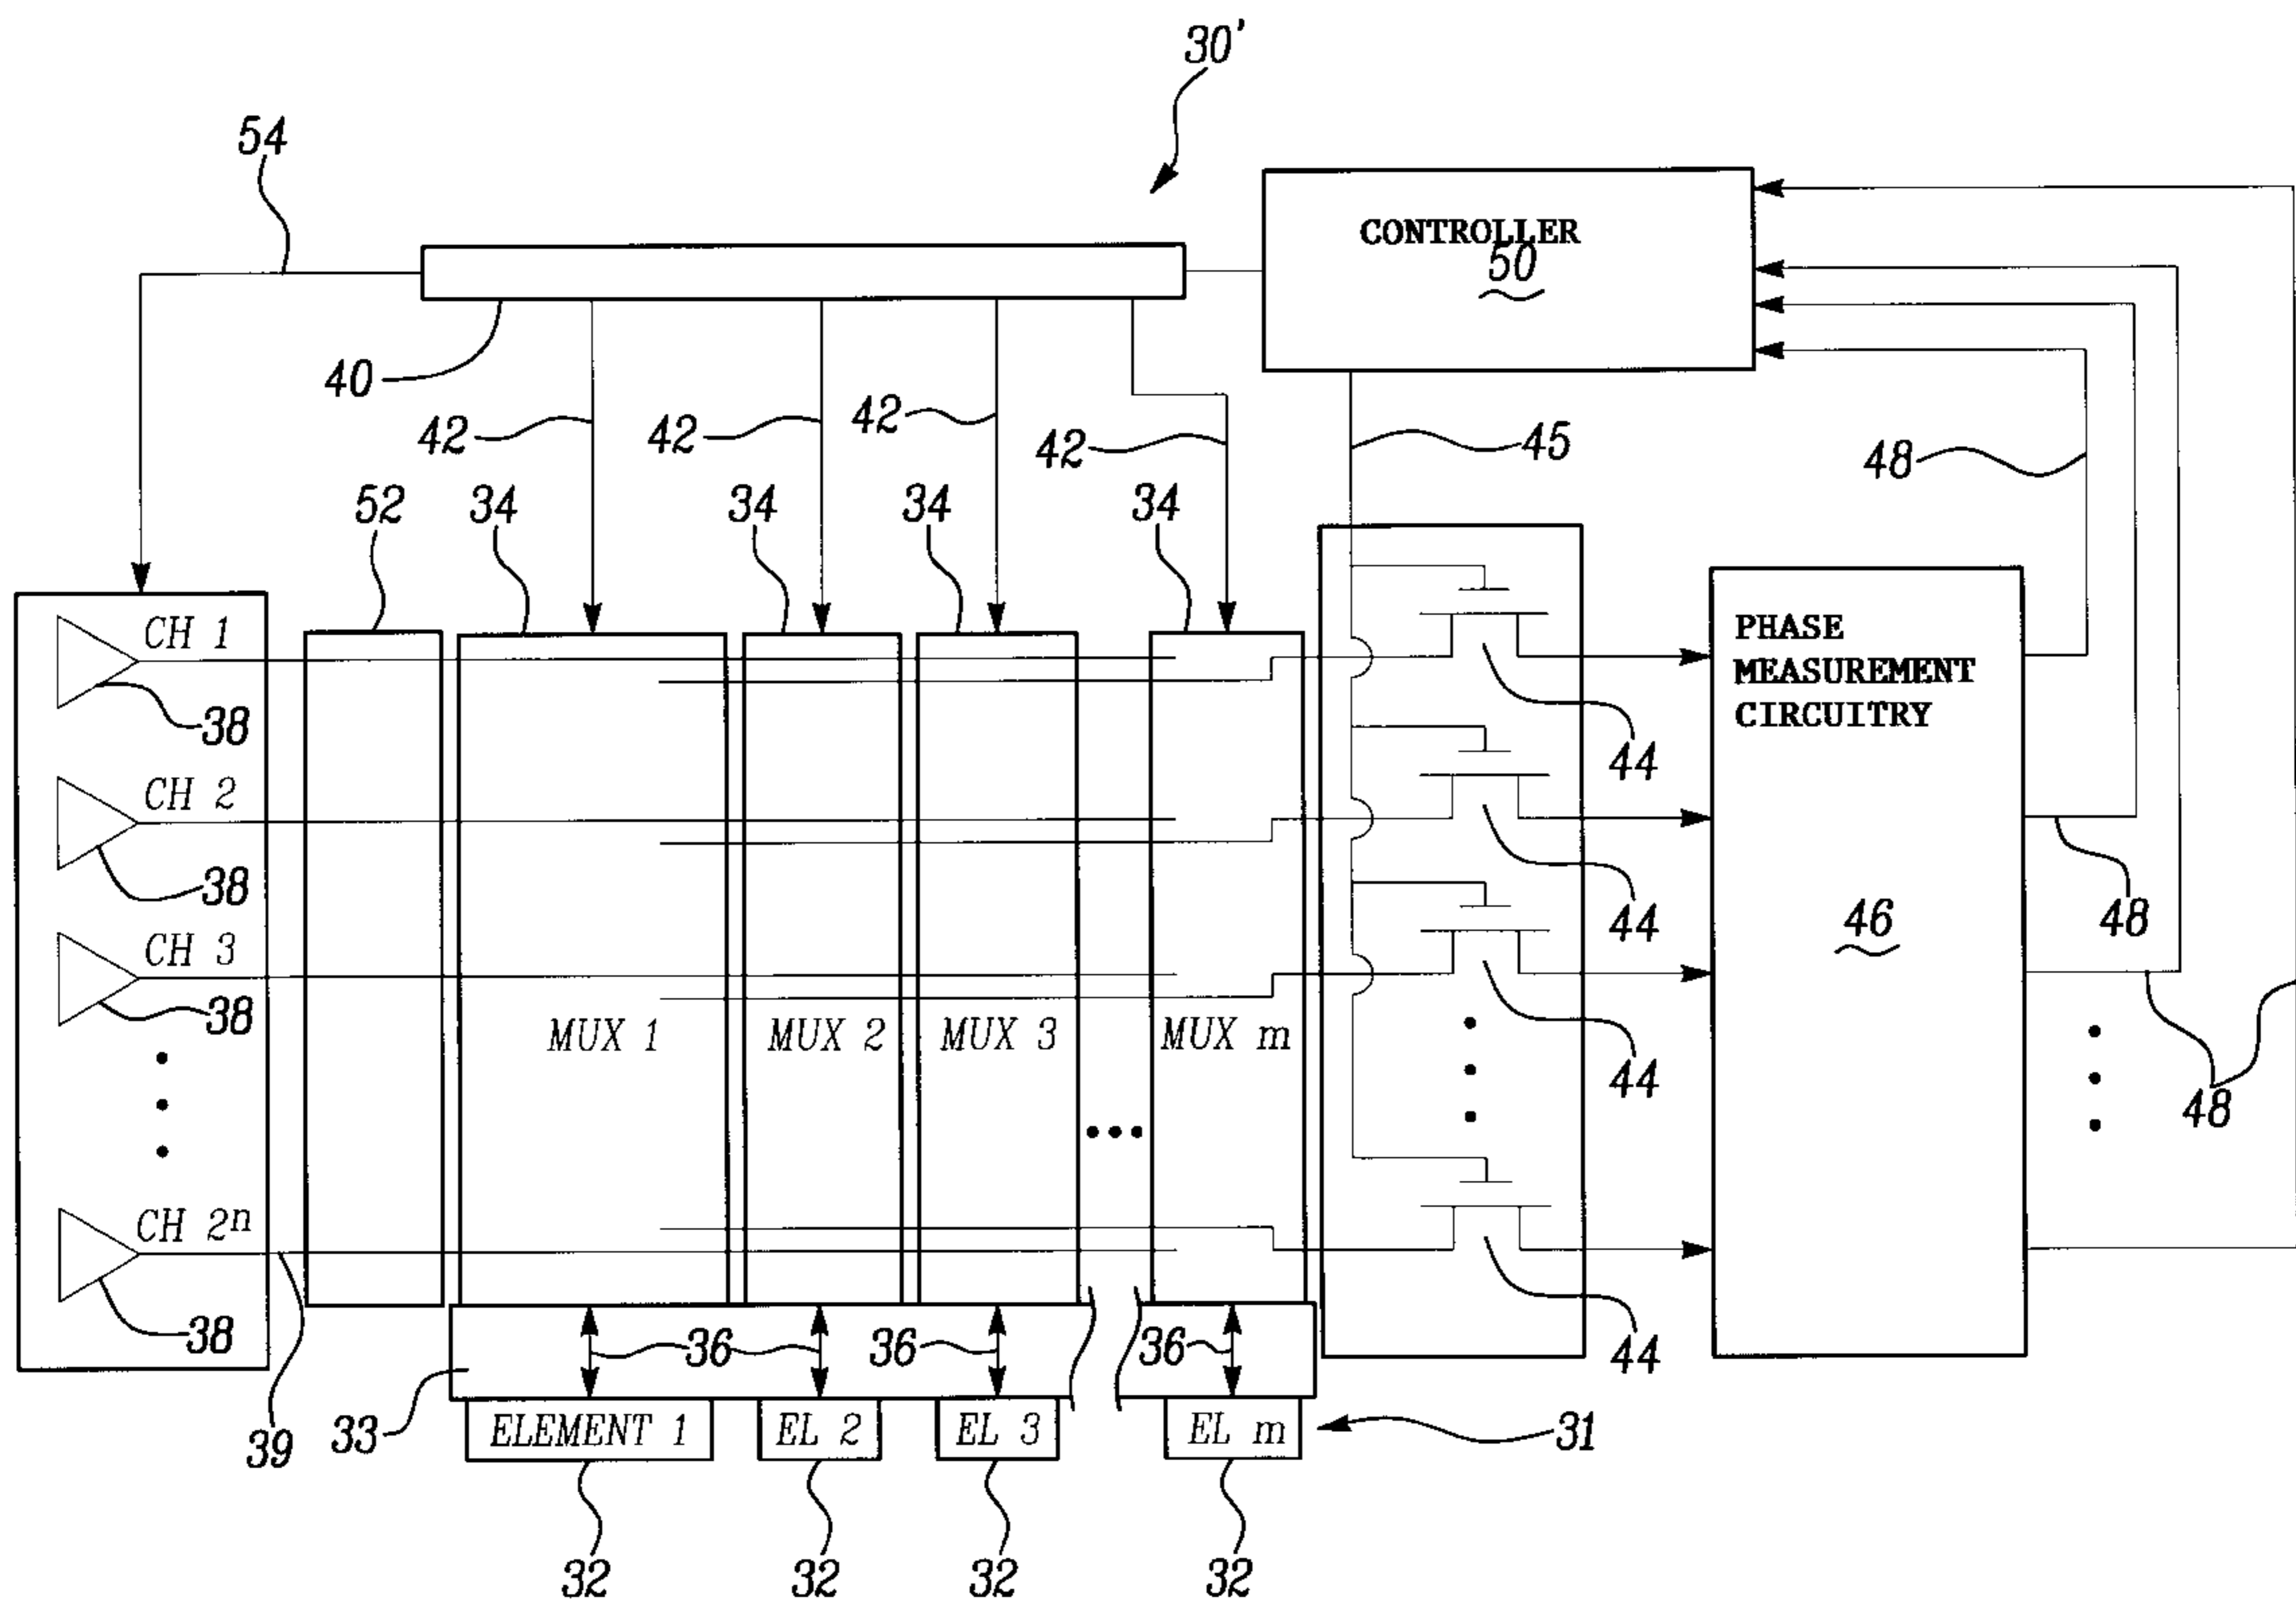 30'
54
CONTROLLER
50
40
42
42
42
42
45
48
52
34
34
34
34
CH 1
38
PHASE
MEASUREMENT
CIRCUITRY
44
CH 2
38
44
46
48
CH 3
38
MUX 1
MUX 2
MUX 3
MUX m
44
48
CH 2n
38
36
36
36
44
39
33
ELEMENT 1
EL 2
EL 3
EL m
31
32
32
32
32